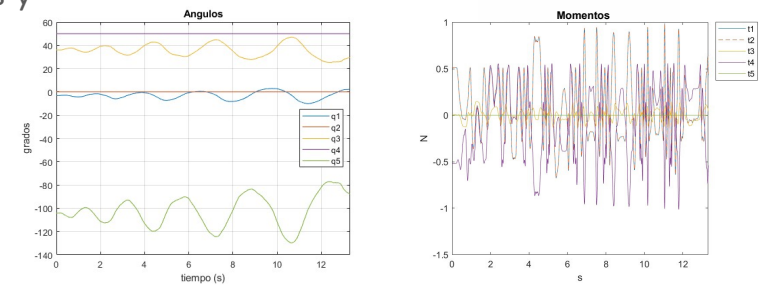 Angulos
60
40
20
0
-20
-40
-60
-80
-100
-120
-140
grados
0 2 4 6 8 10 12
tiempo (s)
q1
q2
q3
q4
q5
Momentos
1
0.5
0
-0.5
-1
-1.5
N
0 2 4 6 8 10 12
s
t1
t2
t3
t4
t5